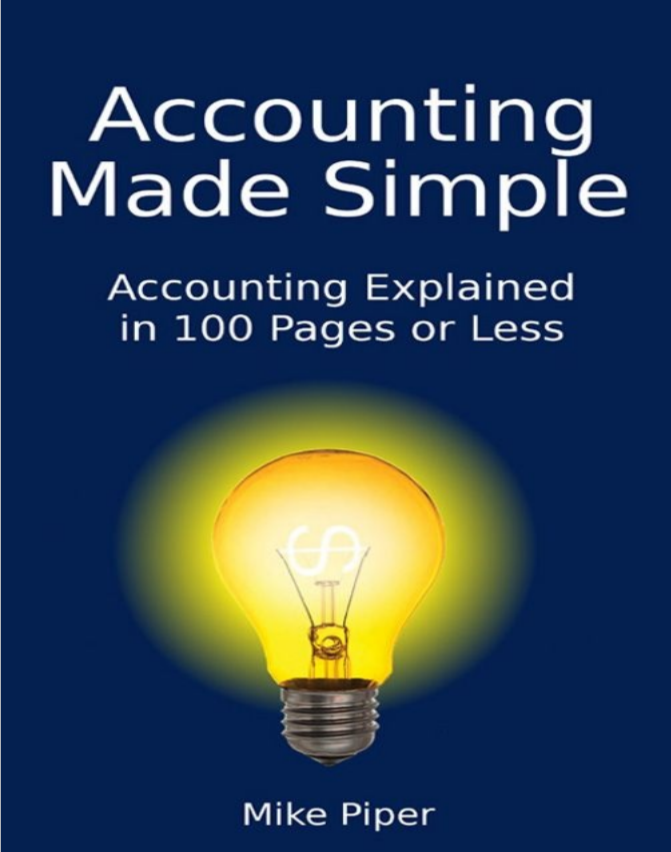 Accounting
Made Simple
Accounting Explained
in 100 Pages or Less
$
Mike Piper